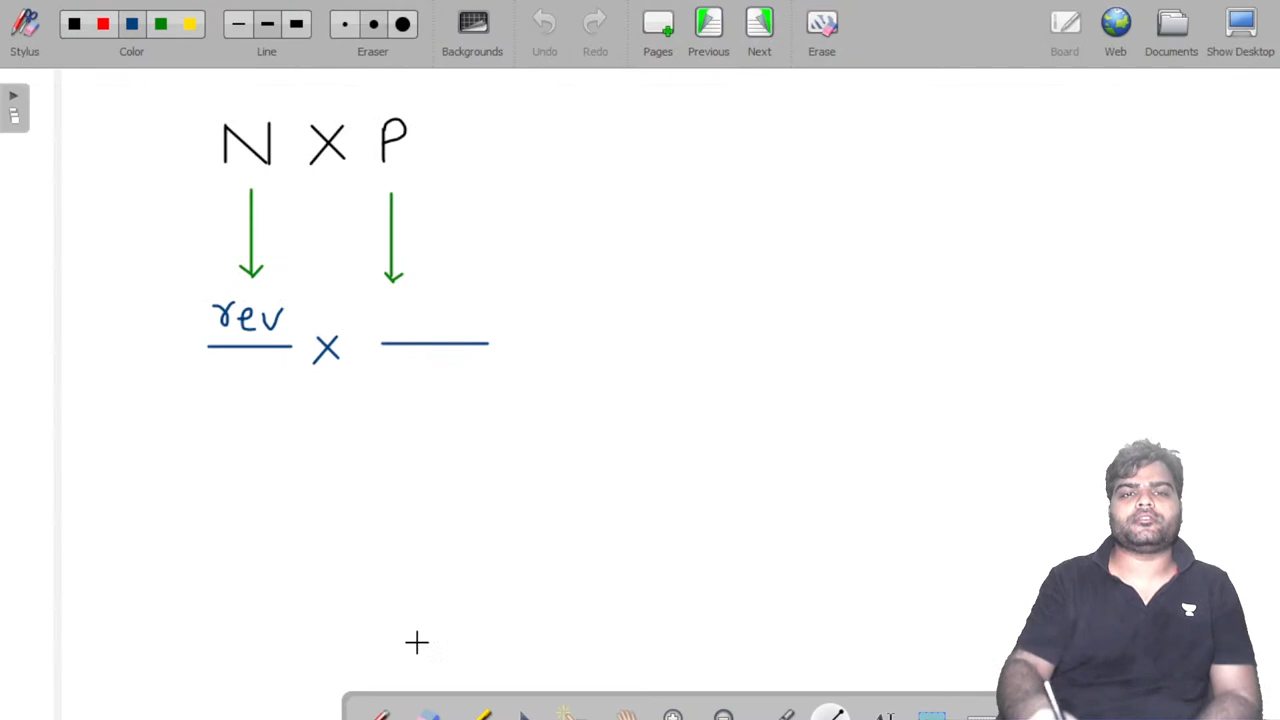 Stylus Color Line Eraser Backgrounds Undo Redo Pages Previous Next Erase Board Web Documents Show Desktop
N X P
rev
X